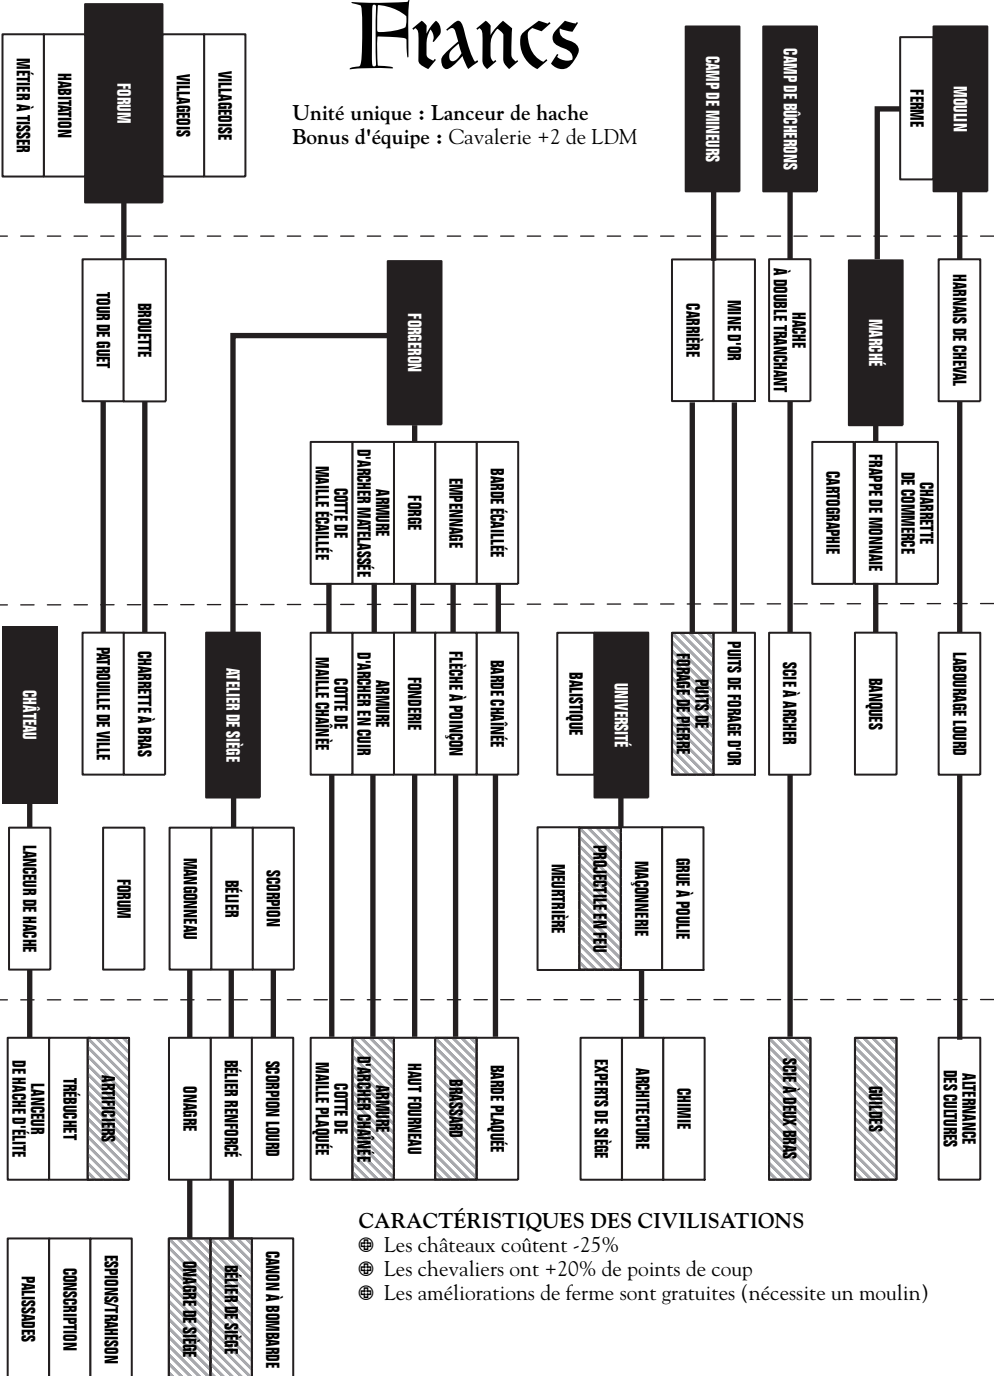 Francs
Unité unique : Lanceur de hache
Bonus d'équipe : Cavalerie +2 de LDM
MÉTIER À TISSER
HABITATION
FORUM
VILLAGEOIS
VILLAGEOISE
CAMP DE MINEURS
CAMP DE BÛCHERONS
FERME
MOULIN
TOUR DE GUET
BROUETTE
FORGERON
CARRIÈRE
MINE D'OR
HACHE
À DOUBLE TRANCHANT
MARCHÉ
HARNAIS DE CHEVAL
COTTE DE
MAILLE ÉCAILLÉE
ARMURE
D'ARCHER MATELASSÉE
FORGE
EMPENNAGE
BARDE ÉCAILLÉE
CARTOGRAPHIE
FRAPPE DE MONNAIE
CHARRETTE
DE COMMERCE
CHÂTEAU
PATROUILLE DE VILLE
CHARRETTE À BRAS
ATELIER DE SIÈGE
COTTE DE
MAILLE CHAÎNÉE
ARMURE
D'ARCHER EN CUIR
FONDERIE
FLÈCHE À POINÇON
BARDE CHAÎNÉE
BALISTIQUE
UNIVERSITÉ
PUITS DE
FORAGE DE PIERRE
PUITS DE FORAGE D'OR
SCIE À ARCHER
BANQUES
LABOURAGE LOURD
LANCEUR DE HACHE
FORUM
MANGONNEAU
BÉLIER
SCORPION
MEURTRIÈRE
PROJECTILE EN FEU
MAÇONNERIE
GRUE À POULIE
LANCEUR
DE HACHE D'ÉLITE
TRÉBUCHET
ARTIFICIERS
ONAGRE
BÉLIER RENFORCÉ
SCORPION LOURD
COTTE DE
MAILLE PLAQUÉE
ARMURE
D'ARCHER CHAÎNÉE
HAUT FOURNEAU
BRASSARD
BARDE PLAQUÉE
EXPERTS DE SIÈGE
ARCHITECTURE
CHIMIE
SCIE À DEUX BRAS
GUILDES
ALTERNANCE
DES CULTURES
PALISSADES
CONSCRIPTION
ESPIONS/TRAHISON
ONAGRE DE SIÈGE
BÉLIER DE SIÈGE
CANON À BOMBARDE
CARACTÉRISTIQUES DES CIVILISATIONS
Les châteaux coûtent -25%
Les chevaliers ont +20% de points de coup
Les améliorations de ferme sont gratuites (nécessite un moulin)